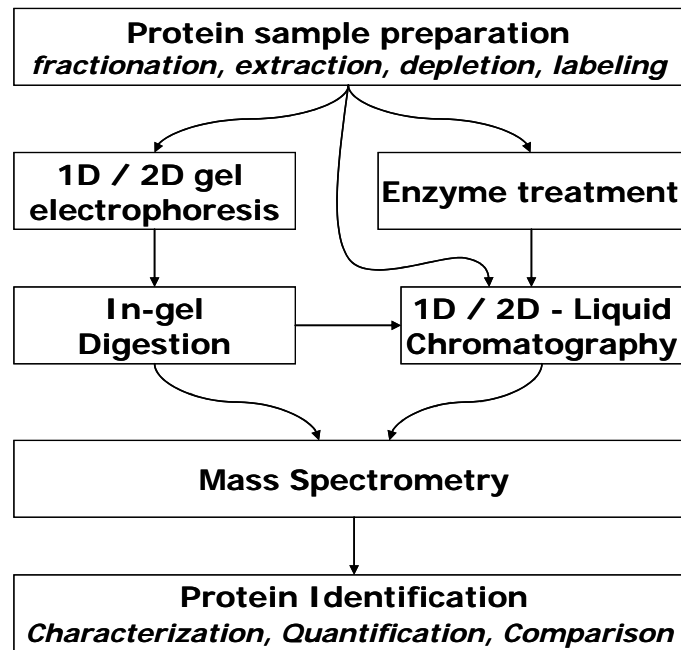 Protein sample preparation
fractionation, extraction, depletion, labeling
1D / 2D gel
electrophoresis
Enzyme treatment
In-gel
Digestion
1D / 2D - Liquid
Chromatography
Mass Spectrometry
Protein Identification
Characterization, Quantification, Comparison